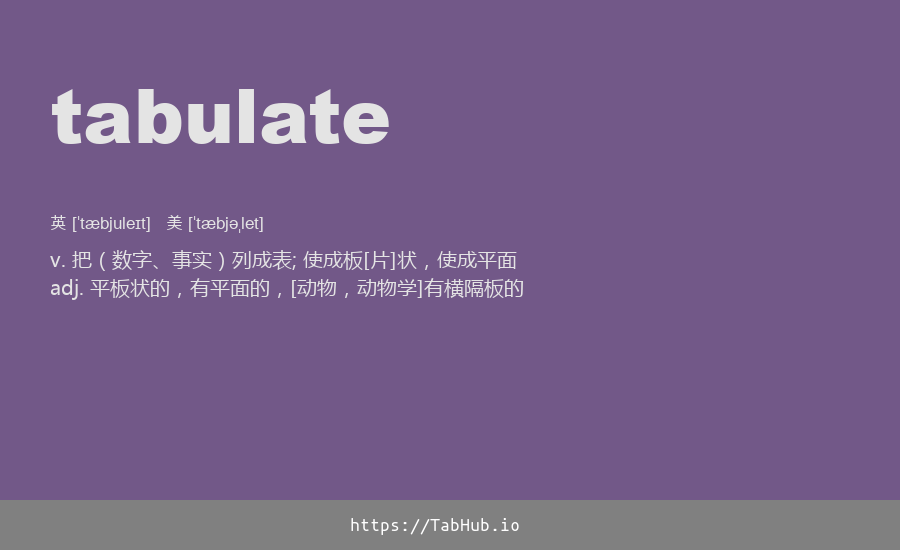 tabulate
英 [ˈtæbjuleɪt] 美 [ˈtæbjəˌlet]
v. 把（数字、事实）列成表; 使成板[片]状，使成平面
adj. 平板状的，有平面的，[动物，动物学]有横隔板的
https://TabHub.io